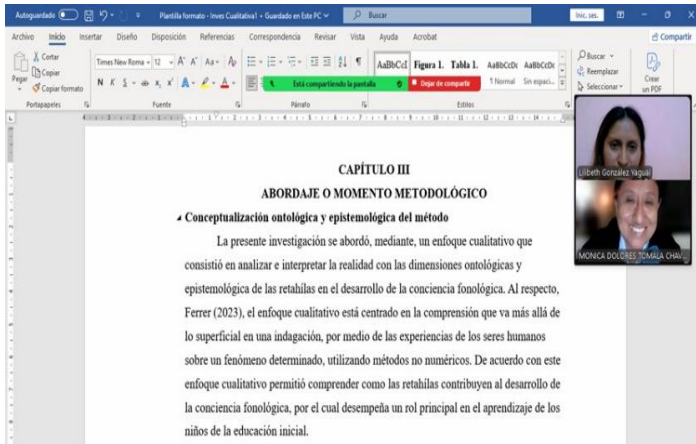 Autoguardado
Plantilla formato - Inves Cualitativa1 • Guardado en Este PC
Buscar
Inic. ses.
Archivo Inicio Insertar Diseño Disposición Referencias Correspondencia Revisar Vista Ayuda Acrobat
Compartir
Pegar
Cortar
Copiar
Copiar formato
Times New Roma 12
N K S
AaBbCcI Figura 1. Tabla 1. AaBbCcDc AaBbCcDc
1 Normal Sin espaci...
Buscar
Reemplazar
Seleccionar
Crear
un PDF
Está compartiendo la pantalla
Dejar de compartir
Portapapeles Fuente Párrafo Estilos
Lilibeth González Yagual
MONICA DOLORES TOMALA CHAV...
CAPÍTULO III
ABORDAJE O MOMENTO METODOLÓGICO
Conceptualización ontológica y epistemológica del método
La presente investigación se abordó, mediante, un enfoque cualitativo que
consistió en analizar e interpretar la realidad con las dimensiones ontológicas y
epistemológica de las retahílas en el desarrollo de la conciencia fonológica. Al respecto,
Ferrer (2023), el enfoque cualitativo está centrado en la comprensión que va más allá de
lo superficial en una indagación, por medio de las experiencias de los seres humanos
sobre un fenómeno determinado, utilizando métodos no numéricos. De acuerdo con este
enfoque cualitativo permitió comprender como las retahílas contribuyen al desarrollo de
la conciencia fonológica, por el cual desempeña un rol principal en el aprendizaje de los
niños de la educación inicial.